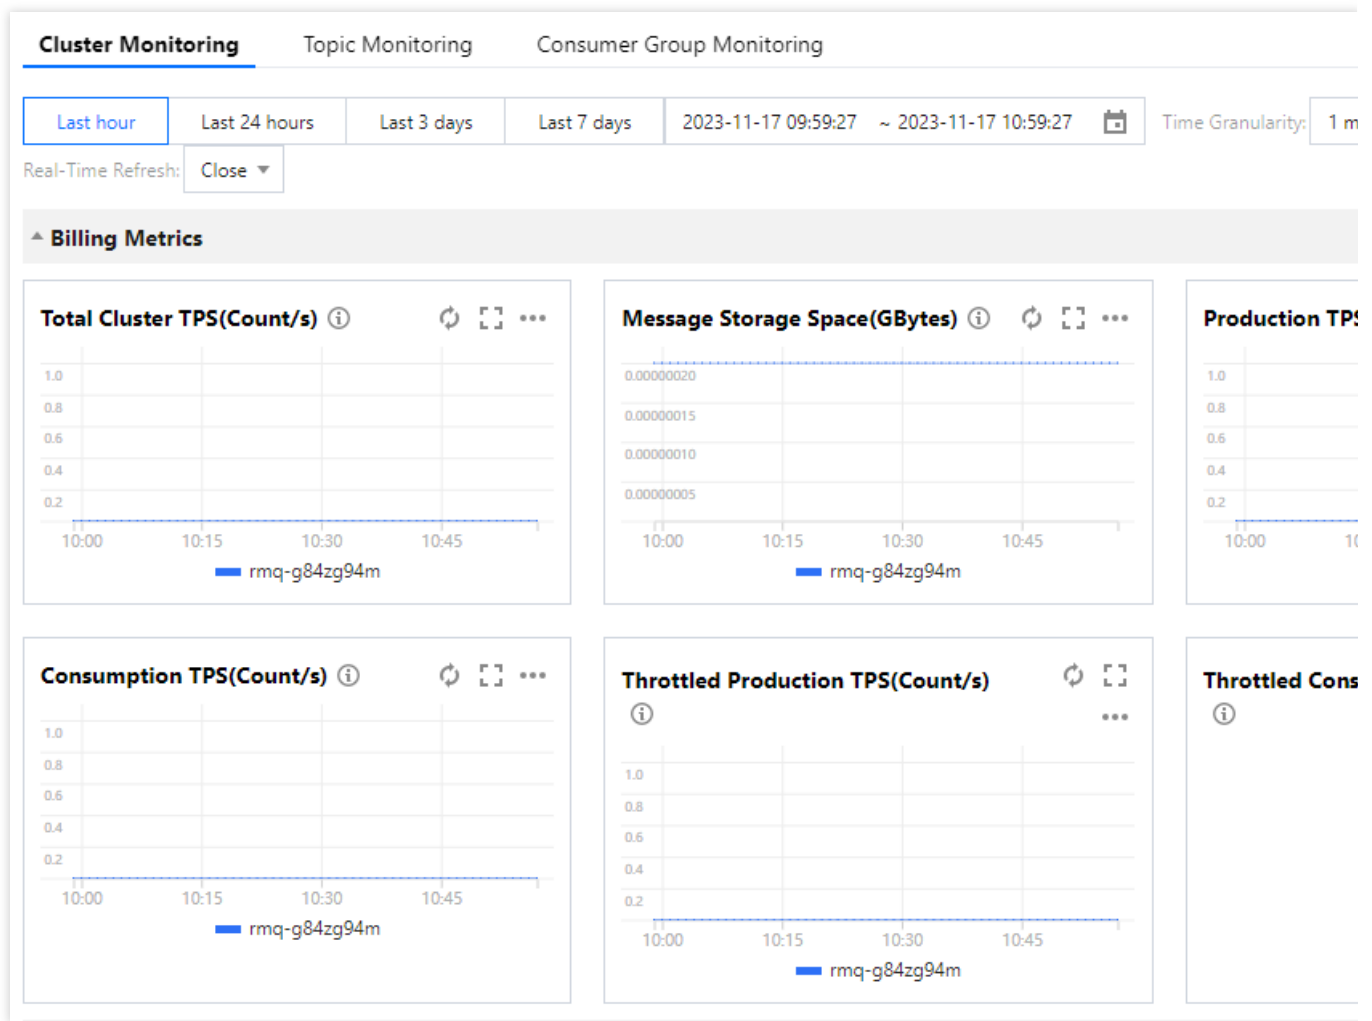 Cluster Monitoring Topic Monitoring Consumer Group Monitoring
Last hour Last 24 hours Last 3 days Last 7 days 2023-11-17 09:59:27 ~ 2023-11-17 10:59:27 Time Granularity: 1 m
Real-Time Refresh: Close
Billing Metrics
Total Cluster TPS(Count/s)
1.0
0.8
0.6
0.4
0.2
10:00 10:15 10:30 10:45
rmq-g84zg94m
Message Storage Space(GBytes)
0.00000020
0.00000015
0.00000010
0.00000005
10:00 10:15 10:30 10:45
rmq-g84zg94m
Production TPS
1.0
0.8
0.6
0.4
0.2
10:00 10
Consumption TPS(Count/s)
1.0
0.8
0.6
0.4
0.2
10:00 10:15 10:30 10:45
rmq-g84zg94m
Throttled Production TPS(Count/s)
1.0
0.8
0.6
0.4
0.2
10:00 10:15 10:30 10:45
rmq-g84zg94m
Throttled Cons